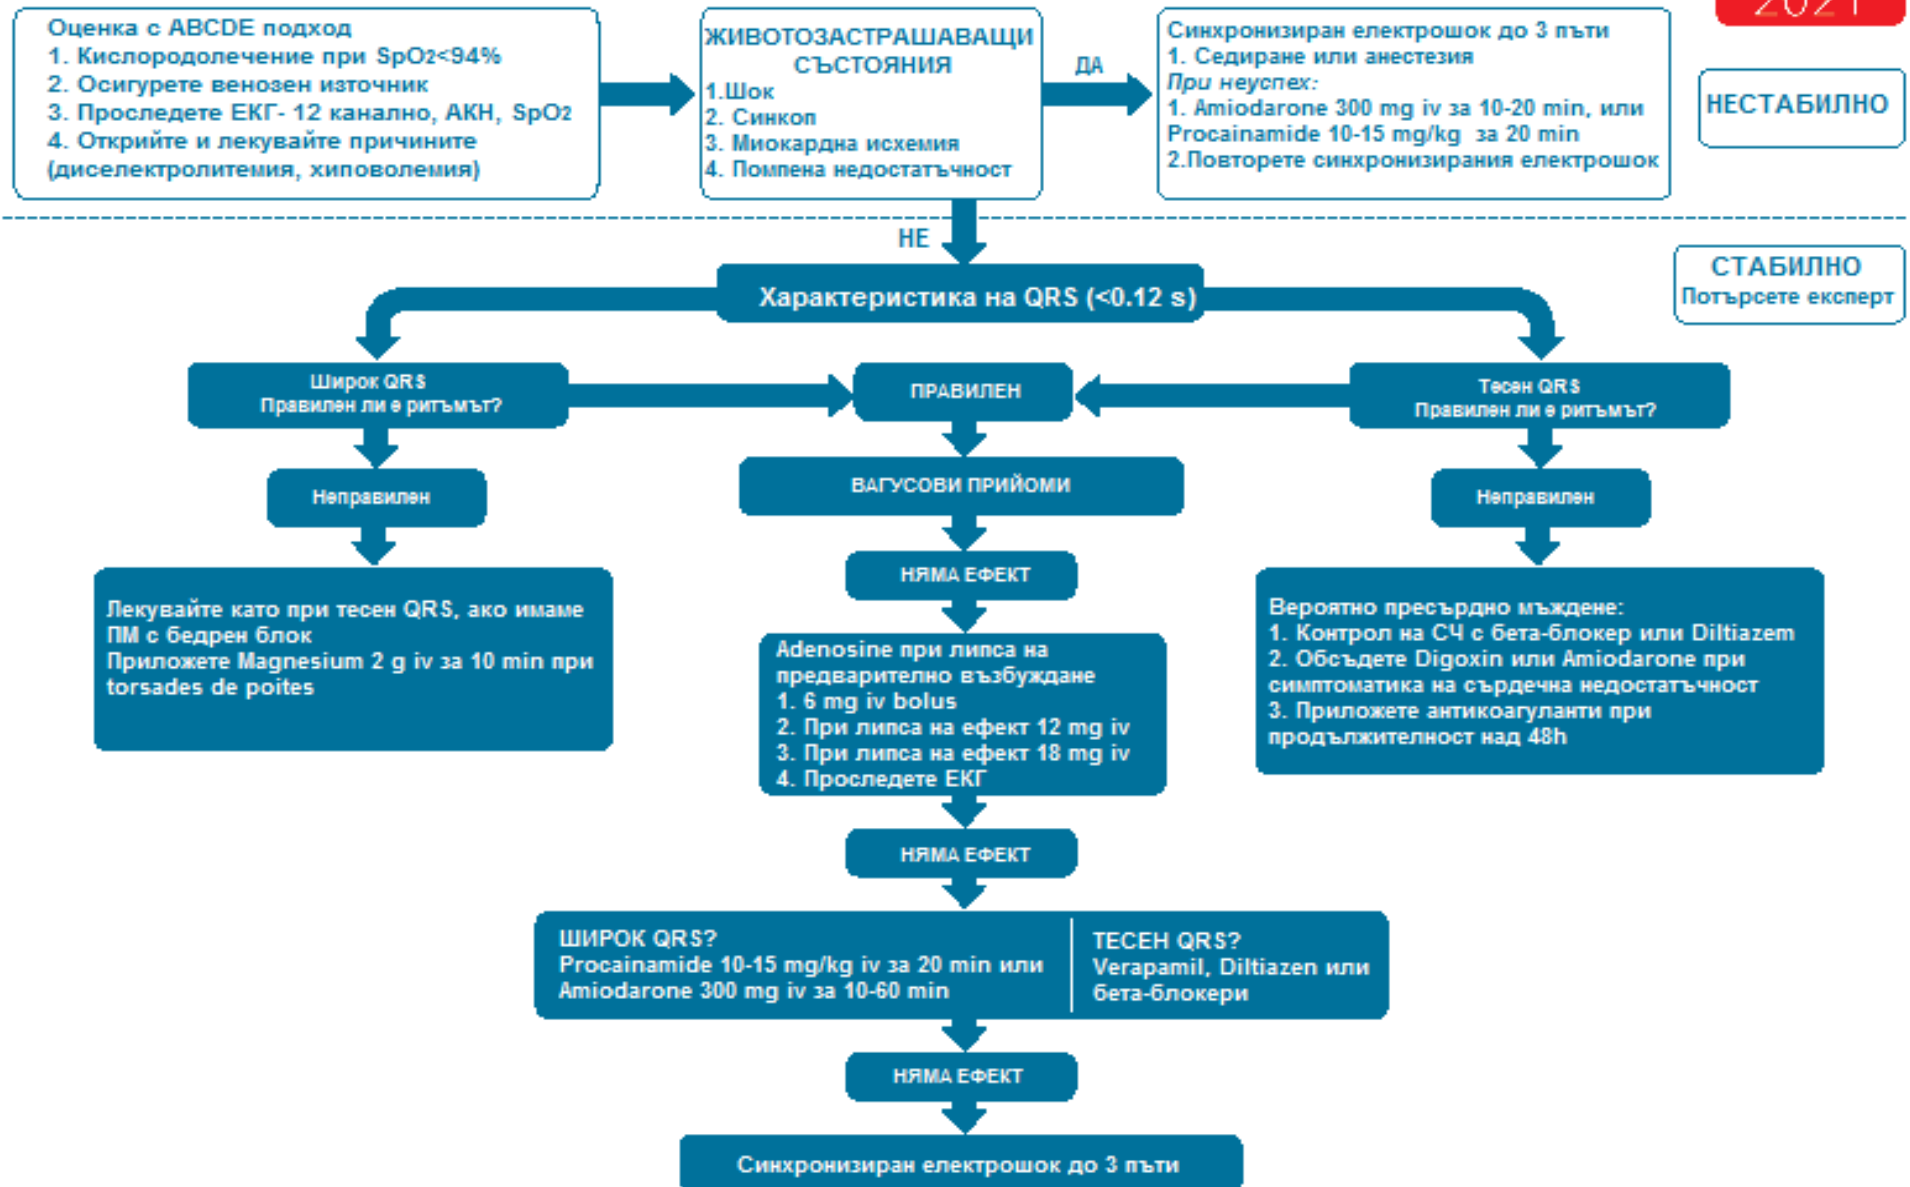 2021
Оценка с ABCDE подход
1. Кислородолечение при SpO2<94%
2. Осигурете венозен източник
3. Проследете ЕКГ- 12 канално, АКН, SpO2
4. Открийте и лекувайте причините
(диселектролитемия, хиповолемия)
ЖИВОТОЗАСТРАШАВАЩИ
СЪСТОЯНИЯ
1.Шок
2. Синкоп
3. Миокардна исхемия
4. Помпена недостатъчност
ДА
Синхронизиран електрошок до 3 пъти
1. Седиране или анестезия
При неуспех:
1. Amiodarone 300 mg iv за 10-20 min, или
Procainamide 10-15 mg/kg за 20 min
2.Повторете синхронизирания електрошок
НЕСТАБИЛНО
НЕ
СТАБИЛНО
Потърсете експерт
Характеристика на QRS (<0.12 s)
Широк QRS
Правилен ли е ритъмът?
ПРАВИЛЕН
Тесен QRS
Правилен ли е ритъмът?
Неправилен
ВАГУСОВИ ПРИЙОМИ
Неправилен
НЯМА ЕФЕКТ
Лекувайте като при тесен QRS, ако имаме
ПМ с бедрен блок
Приложете Magnesium 2 g iv за 10 min при
torsades de poites
Adenosine при липса на
предварително възбуждане
1. 6 mg iv bolus
2. При липса на ефект 12 mg iv
3. При липса на ефект 18 mg iv
4. Проследете ЕКГ
Вероятно пресърдно мъждене:
1. Контрол на СЧ с бета-блокер или Diltiazem
2. Обсъдете Digoxin или Amiodarone при
симптоматика на сърдечна недостатъчност
3. Приложете антикоагуланти при
продължителност над 48h
НЯМА ЕФЕКТ
ШИРОК QRS?
Procainamide 10-15 mg/kg iv за 20 min или
Amiodarone 300 mg iv за 10-60 min
ТЕСЕН QRS?
Verapamil, Diltiazen или
бета-блокери
НЯМА ЕФЕКТ
Синхронизиран електрошок до 3 пъти